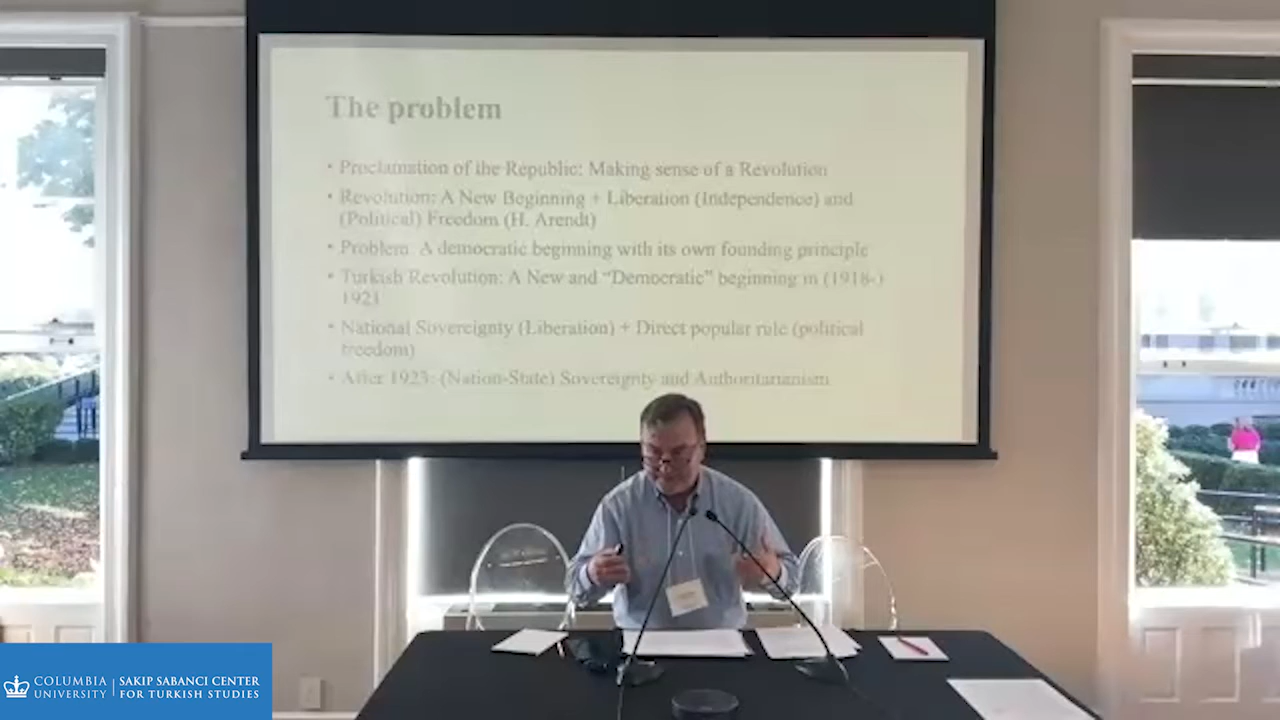 The problem
• Proclamation of the Republic: Making sense of a Revolution
• Revolution: A New Beginning + Liberation (Independence) and
(Political) Freedom (H. Arendt)
• Problem: A democratic beginning with its own founding principle
• Turkish Revolution: A New and “Democratic” beginning in (1918-)
1921
• National Sovereignty (Liberation) + Direct popular rule (political
freedom)
• After 1923: (Nation-State) Sovereignty and Authoritarianism
COLUMBIA
UNIVERSITY
SAKIP SABANCI CENTER
FOR TURKISH STUDIES